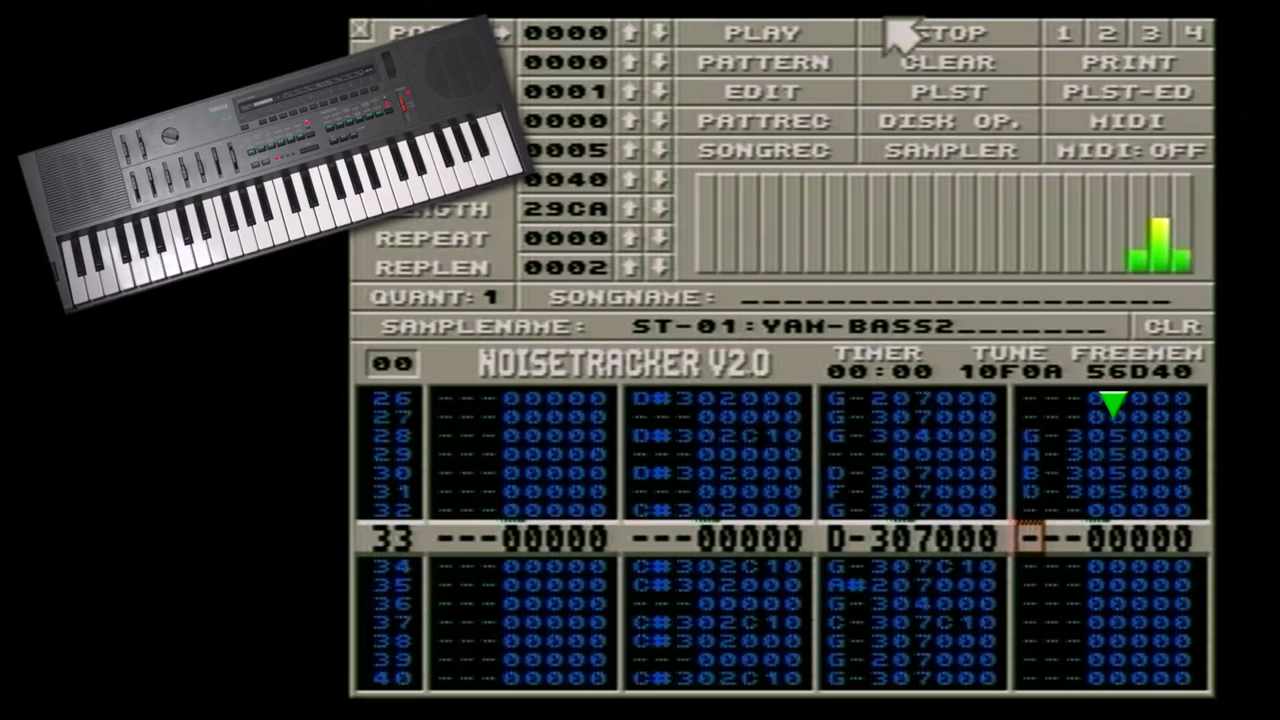 0000 PLAY STOP 1 2 3 4
0000 PATTERN CLEAR PRINT
0001 EDIT PLST PLST-ED
0000 PATTREC DISK OP. MIDI
0005 SONGREC SAMPLER MIDI:OFF
0040
29CA
REPEAT 0000
REPLEN 0002
QUANT: 1 SONGNAME: ____________________
SAMPLENAME: ST-01:YAM-BASS2_______ CLR
00 NOISETRACKER V2.0 TIMER TUNE FREEMEM
00:00 10F0A 56D40
26 ---00000 D#302000 G-207000
27 ---00000 ---00000 G-307000
28 ---00000 D#302C10 G-304000 G-305000
29 ---00000 ---00000 ---00000 A-305000
30 ---00000 D#302000 D-307000 B-305000
31 ---00000 ---00000 F-307000 D-305000
32 ---00000 C#302000 G-307000 ---00000
33 ---00000 ---00000 D-307000 ---00000
34 ---00000 C#302C10 G-307C10 ---00000
35 ---00000 C#302000 A#207000 ---00000
36 ---00000 ---00000 G-304000 ---00000
37 ---00000 C#302C10 C-307C10 ---00000
38 ---00000 C#302000 ---00000 ---00000
39 ---00000 ---00000 G-207000 ---00000
40 ---00000 C#302C10 G-307000 ---00000